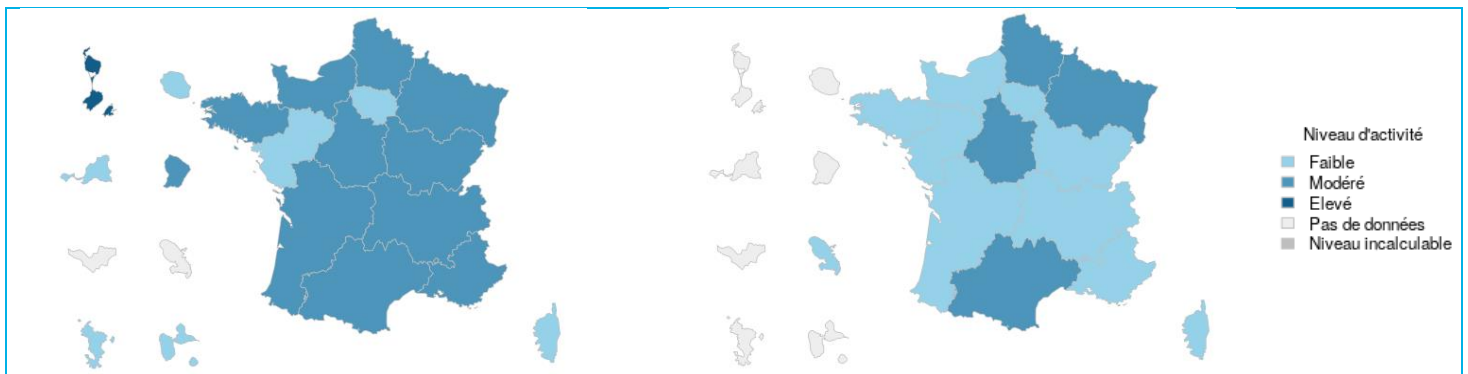 Niveau d'activité
Faible
Modéré
Elevé
Pas de données
Niveau incalculable